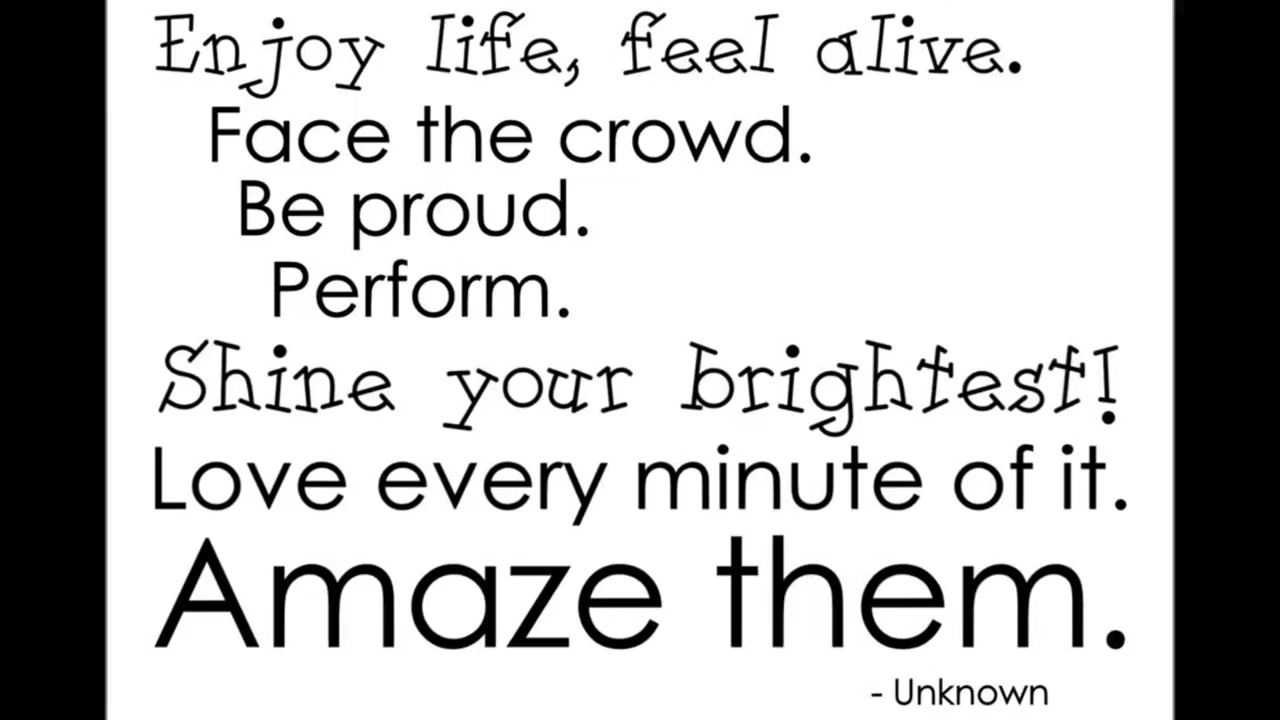 Enjoy life, feel alive.
Face the crowd.
Be proud.
Perform.
Shine your brightest!
Love every minute of it.
Amaze them.
- Unknown